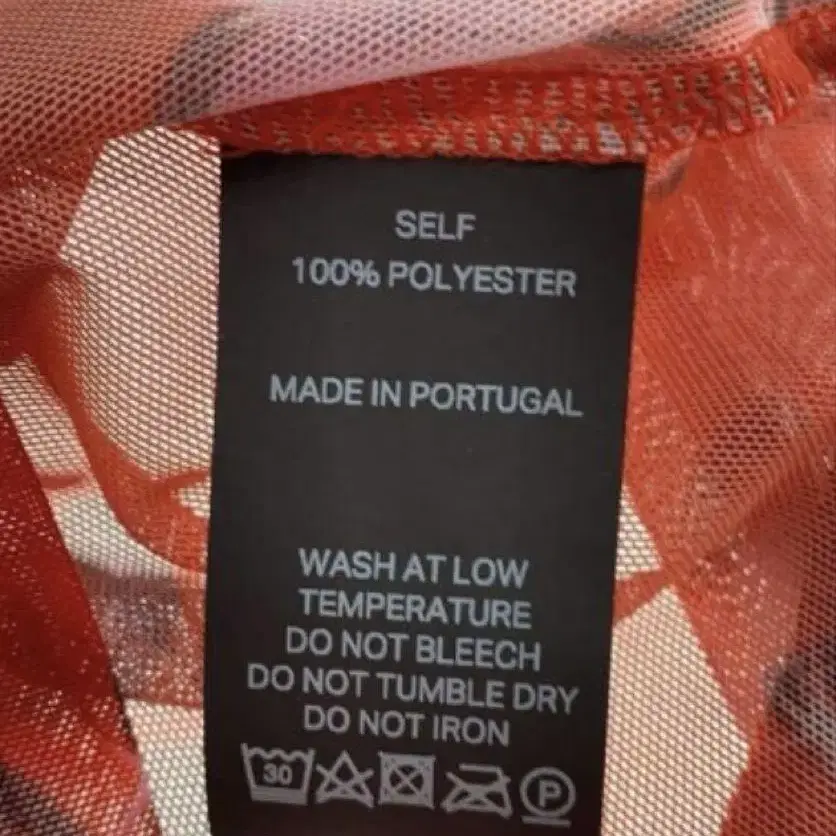 SELF
100% POLYESTER
MADE IN PORTUGAL
WASH AT LOW
TEMPERATURE
DO NOT BLEECH
DO NOT TUMBLE DRY
DO NOT IRON
30 P